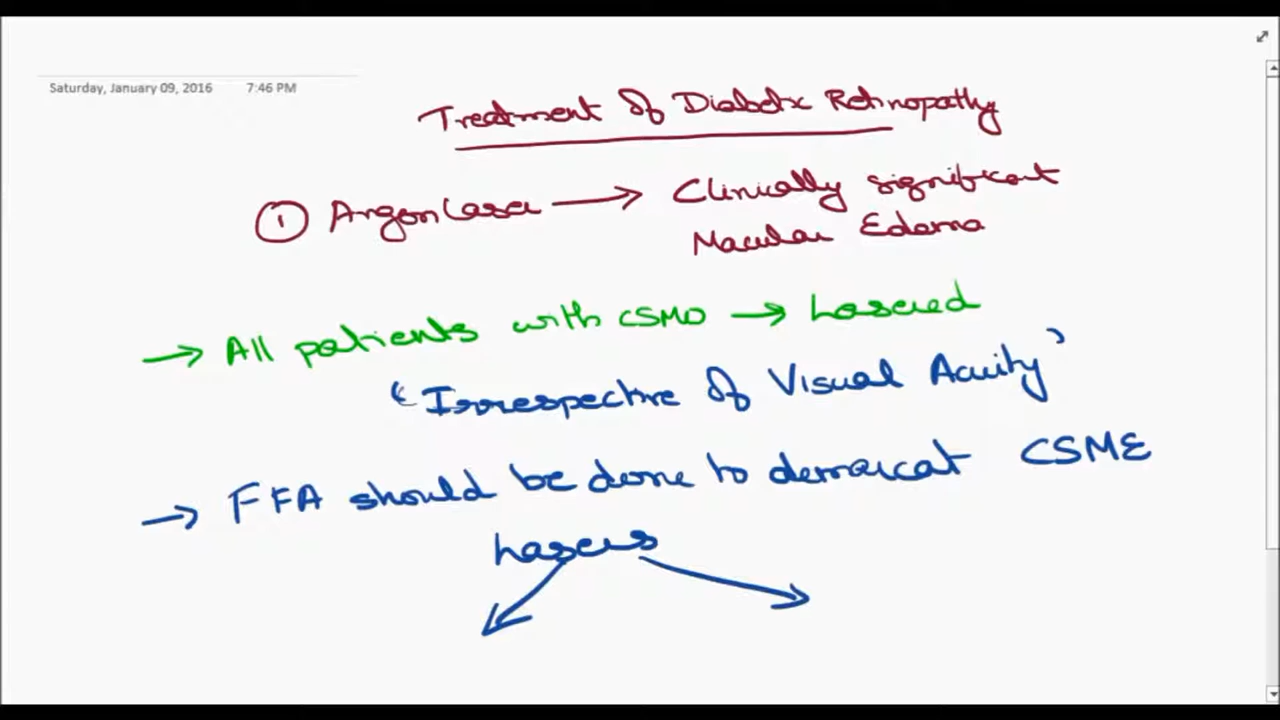 Saturday, January 09, 2016 7:46 PM
Treatment of Diabetic Retinopathy
① Argon laser → Clinically significant
Macular Edema
→ All patients with CSMO → Lasered
"Irrespective of Visual Acuity"
→ FFA should be done to demarcat CSME
Lasers